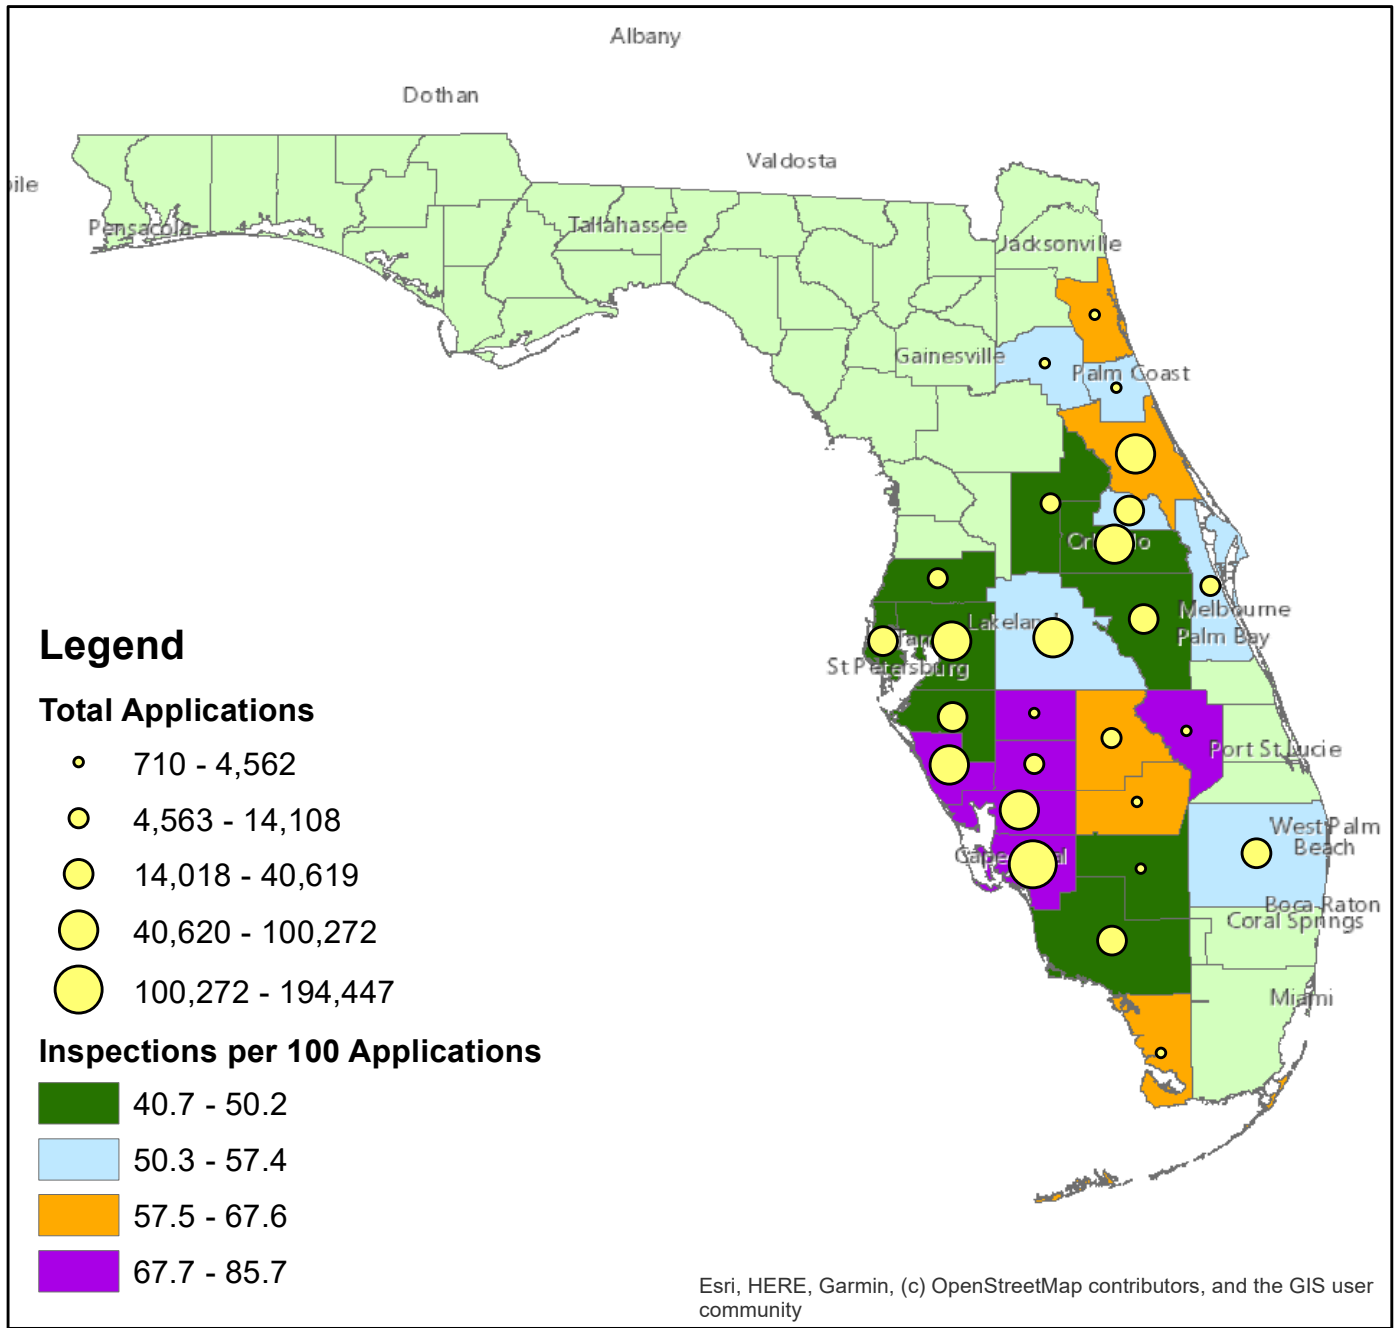 Albany
Dothan
Valdosta
ile
Pensacola
Tallahassee
Jacksonville
Gainesville
Palm Coast
Melbourne
Palm Bay
Lakeland
St Petersburg
Port St Lucie
West Palm
Beach
Boca Raton
Coral Springs
Miami
Legend
Total Applications
710 - 4,562
4,563 - 14,108
14,018 - 40,619
40,620 - 100,272
100,272 - 194,447
Inspections per 100 Applications
40.7 - 50.2
50.3 - 57.4
57.5 - 67.6
67.7 - 85.7
Esri, HERE, Garmin, (c) OpenStreetMap contributors, and the GIS user
community